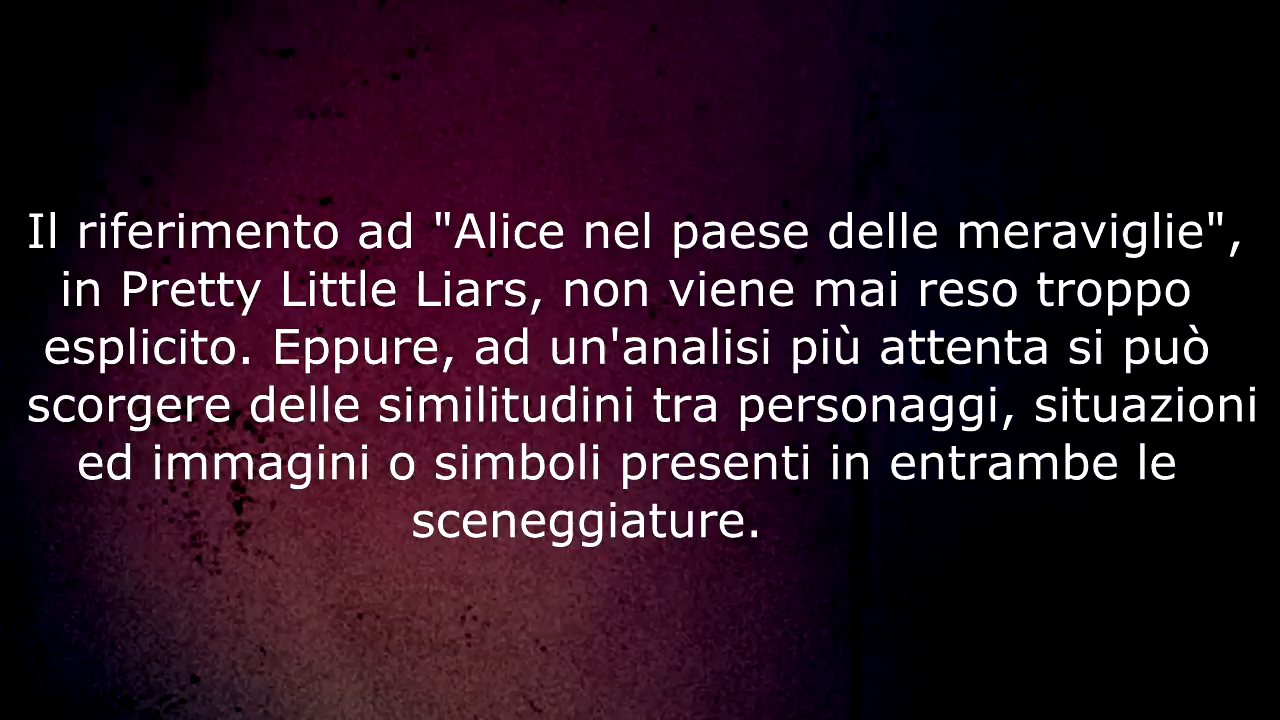 Il riferimento ad "Alice nel paese delle meraviglie",
in Pretty Little Liars, non viene mai reso troppo
esplicito. Eppure, ad un'analisi più attenta si può
scorgere delle similitudini tra personaggi, situazioni
ed immagini o simboli presenti in entrambe le
sceneggiature.